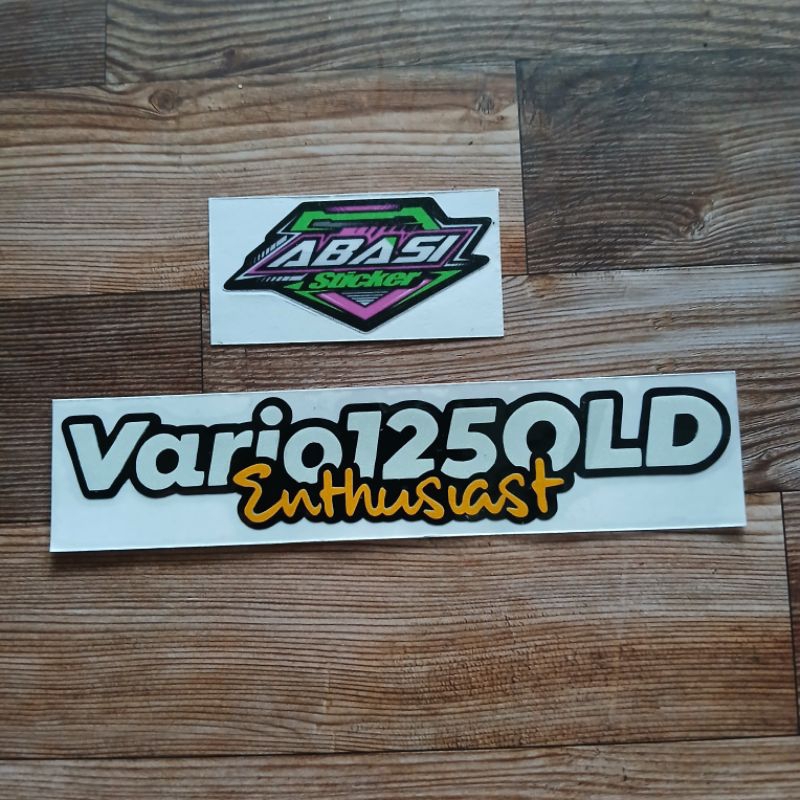 ABASI
Sticker
Vario125OLD
Enthusiast